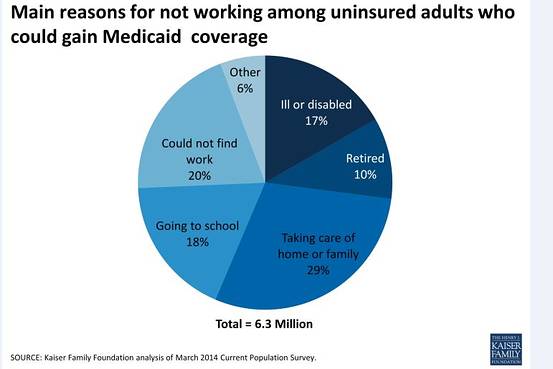 Main reasons for not working among uninsured adults who
could gain Medicaid coverage
Other
6%
Ill or disabled
17%
Retired
10%
Could not find
work
20%
Going to school
18%
Taking care of
home or family
29%
Total = 6.3 Million
SOURCE: Kaiser Family Foundation analysis of March 2014 Current Population Survey.
THE HENRY J.
KAISER
FAMILY
FOUNDATION